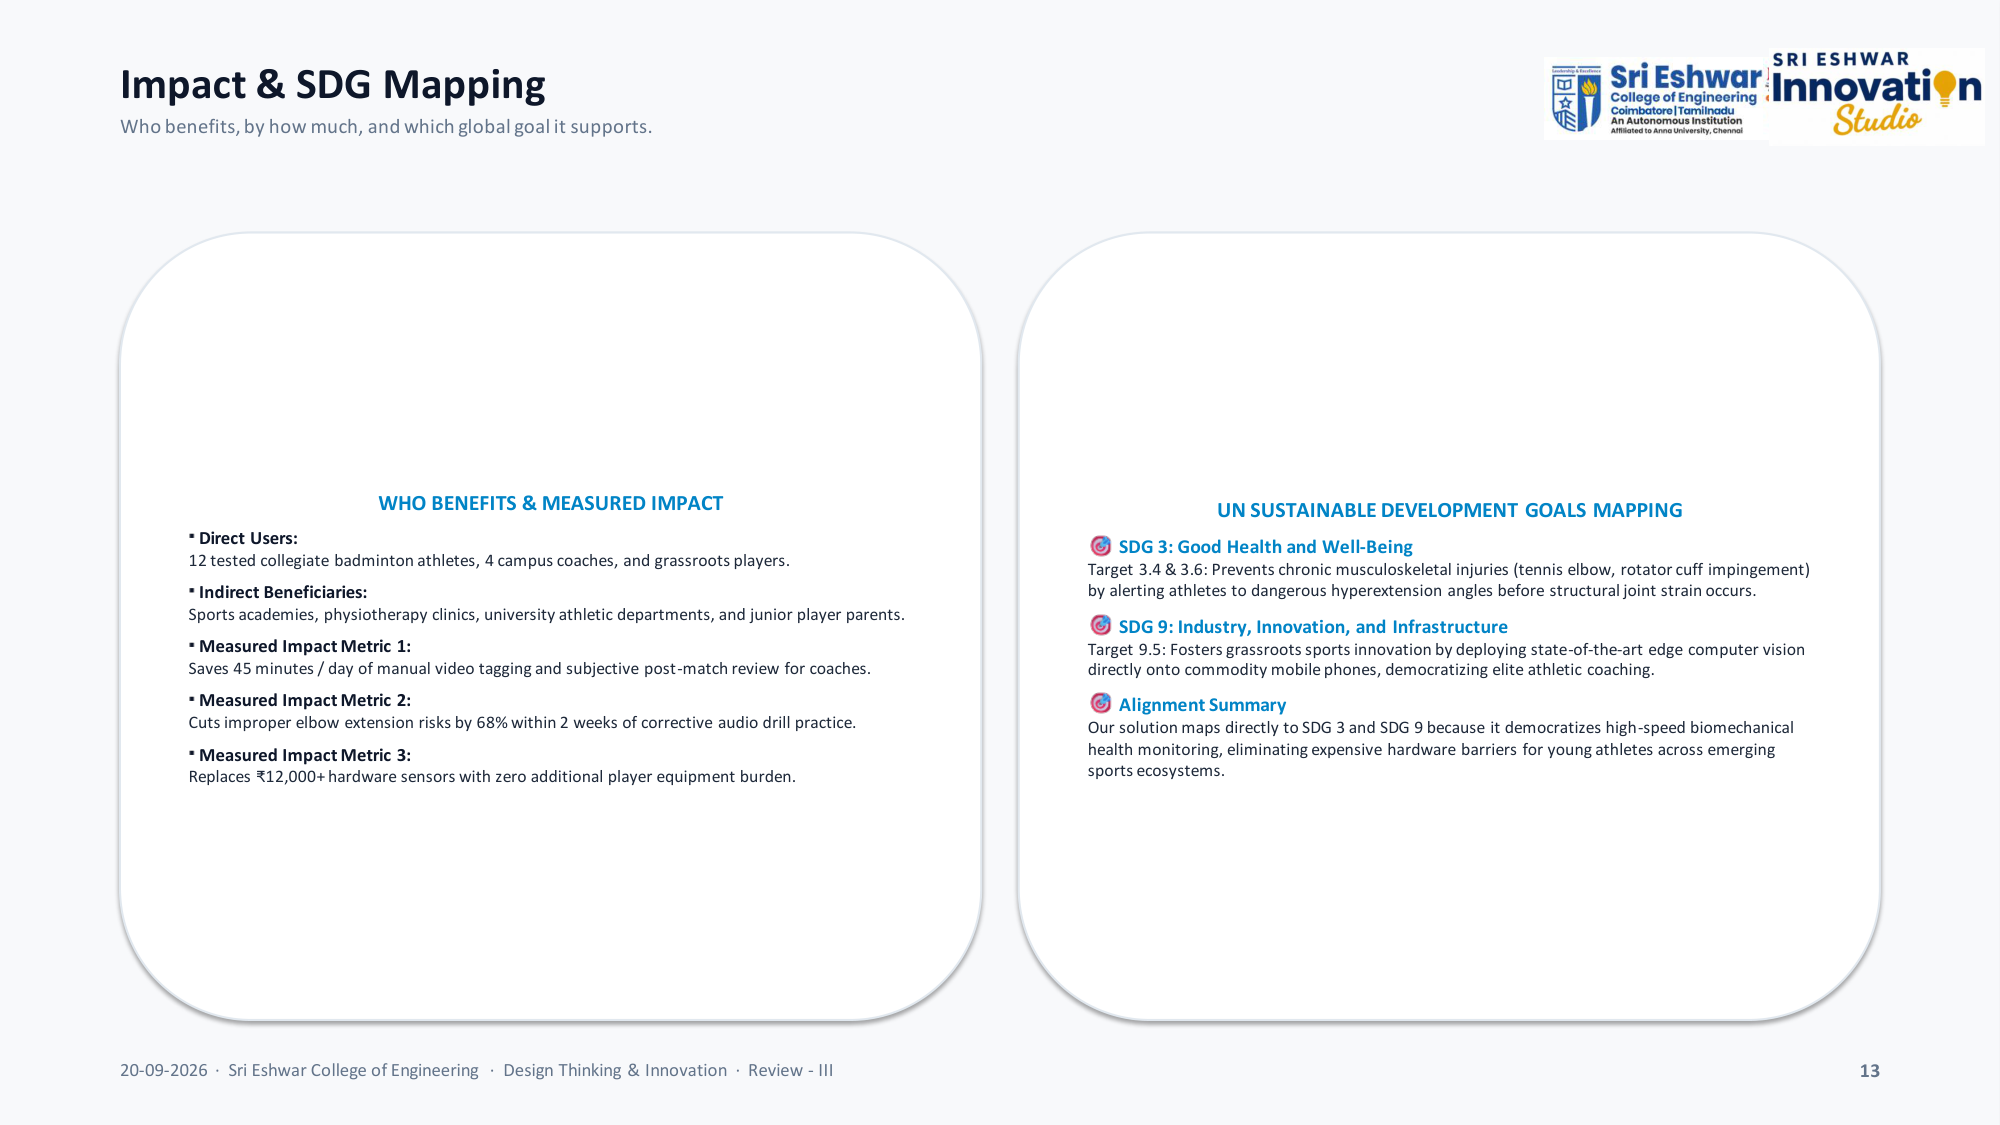 Impact & SDG Mapping
Who benefits, by how much, and which global goal it supports.
Leadership & Excellence
Sri Eshwar
College of Engineering
Coimbatore | Tamilnadu
An Autonomous Institution
Affiliated to Anna University, Chennai
SRI ESHWAR
Innovation
Studio
WHO BENEFITS & MEASURED IMPACT
▪ Direct Users:
12 tested collegiate badminton athletes, 4 campus coaches, and grassroots players.
▪ Indirect Beneficiaries:
Sports academies, physiotherapy clinics, university athletic departments, and junior player parents.
▪ Measured Impact Metric 1:
Saves 45 minutes / day of manual video tagging and subjective post-match review for coaches.
▪ Measured Impact Metric 2:
Cuts improper elbow extension risks by 68% within 2 weeks of corrective audio drill practice.
▪ Measured Impact Metric 3:
Replaces ₹12,000+ hardware sensors with zero additional player equipment burden.
UN SUSTAINABLE DEVELOPMENT GOALS MAPPING
🎯 SDG 3: Good Health and Well-Being
Target 3.4 & 3.6: Prevents chronic musculoskeletal injuries (tennis elbow, rotator cuff impingement)
by alerting athletes to dangerous hyperextension angles before structural joint strain occurs.
🎯 SDG 9: Industry, Innovation, and Infrastructure
Target 9.5: Fosters grassroots sports innovation by deploying state-of-the-art edge computer vision
directly onto commodity mobile phones, democratizing elite athletic coaching.
🎯 Alignment Summary
Our solution maps directly to SDG 3 and SDG 9 because it democratizes high-speed biomechanical
health monitoring, eliminating expensive hardware barriers for young athletes across emerging
sports ecosystems.
20-09-2026 · Sri Eshwar College of Engineering · Design Thinking & Innovation · Review - III
13